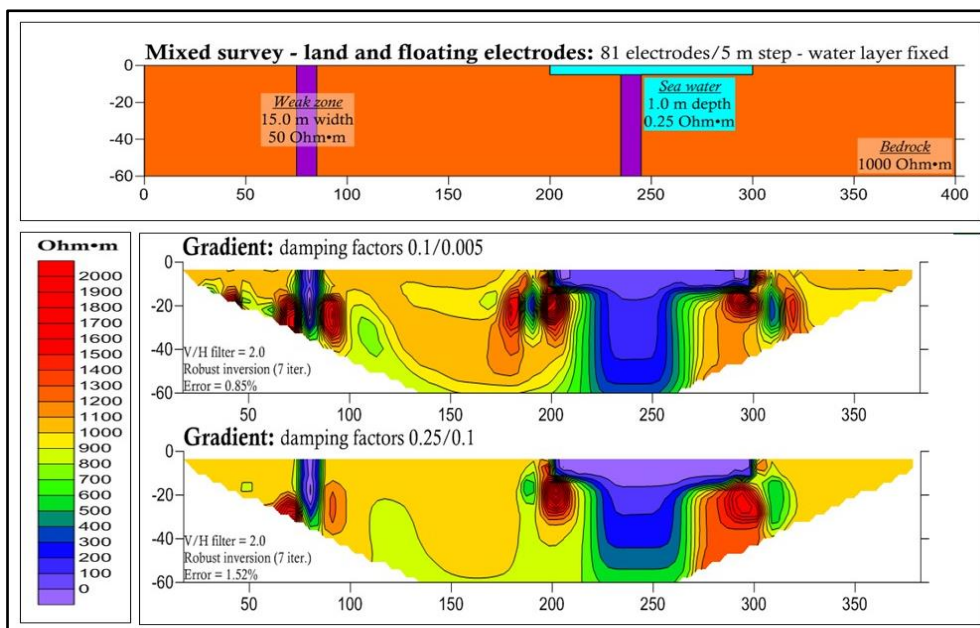 Mixed survey - land and floating electrodes: 81 electrodes/5 m step - water layer fixed
0
-20
-40
-60
Weak zone
15.0 m width
50 Ohm•m
Sea water
1.0 m depth
0.25 Ohm•m
Bedrock
1000 Ohm•m
0 50 100 150 200 250 300 350 400
Ohm•m
2000
1900
1800
1700
1600
1500
1400
1300
1200
1100
1000
900
800
700
600
500
400
300
200
100
0
Gradient: damping factors 0.1/0.005
0
-20
-40
-60
V/H filter = 2.0
Robust inversion (7 iter.)
Error = 0.85%
50 100 150 200 250 300 350
Gradient: damping factors 0.25/0.1
0
-20
-40
-60
V/H filter = 2.0
Robust inversion (7 iter.)
Error = 1.52%
50 100 150 200 250 300 350